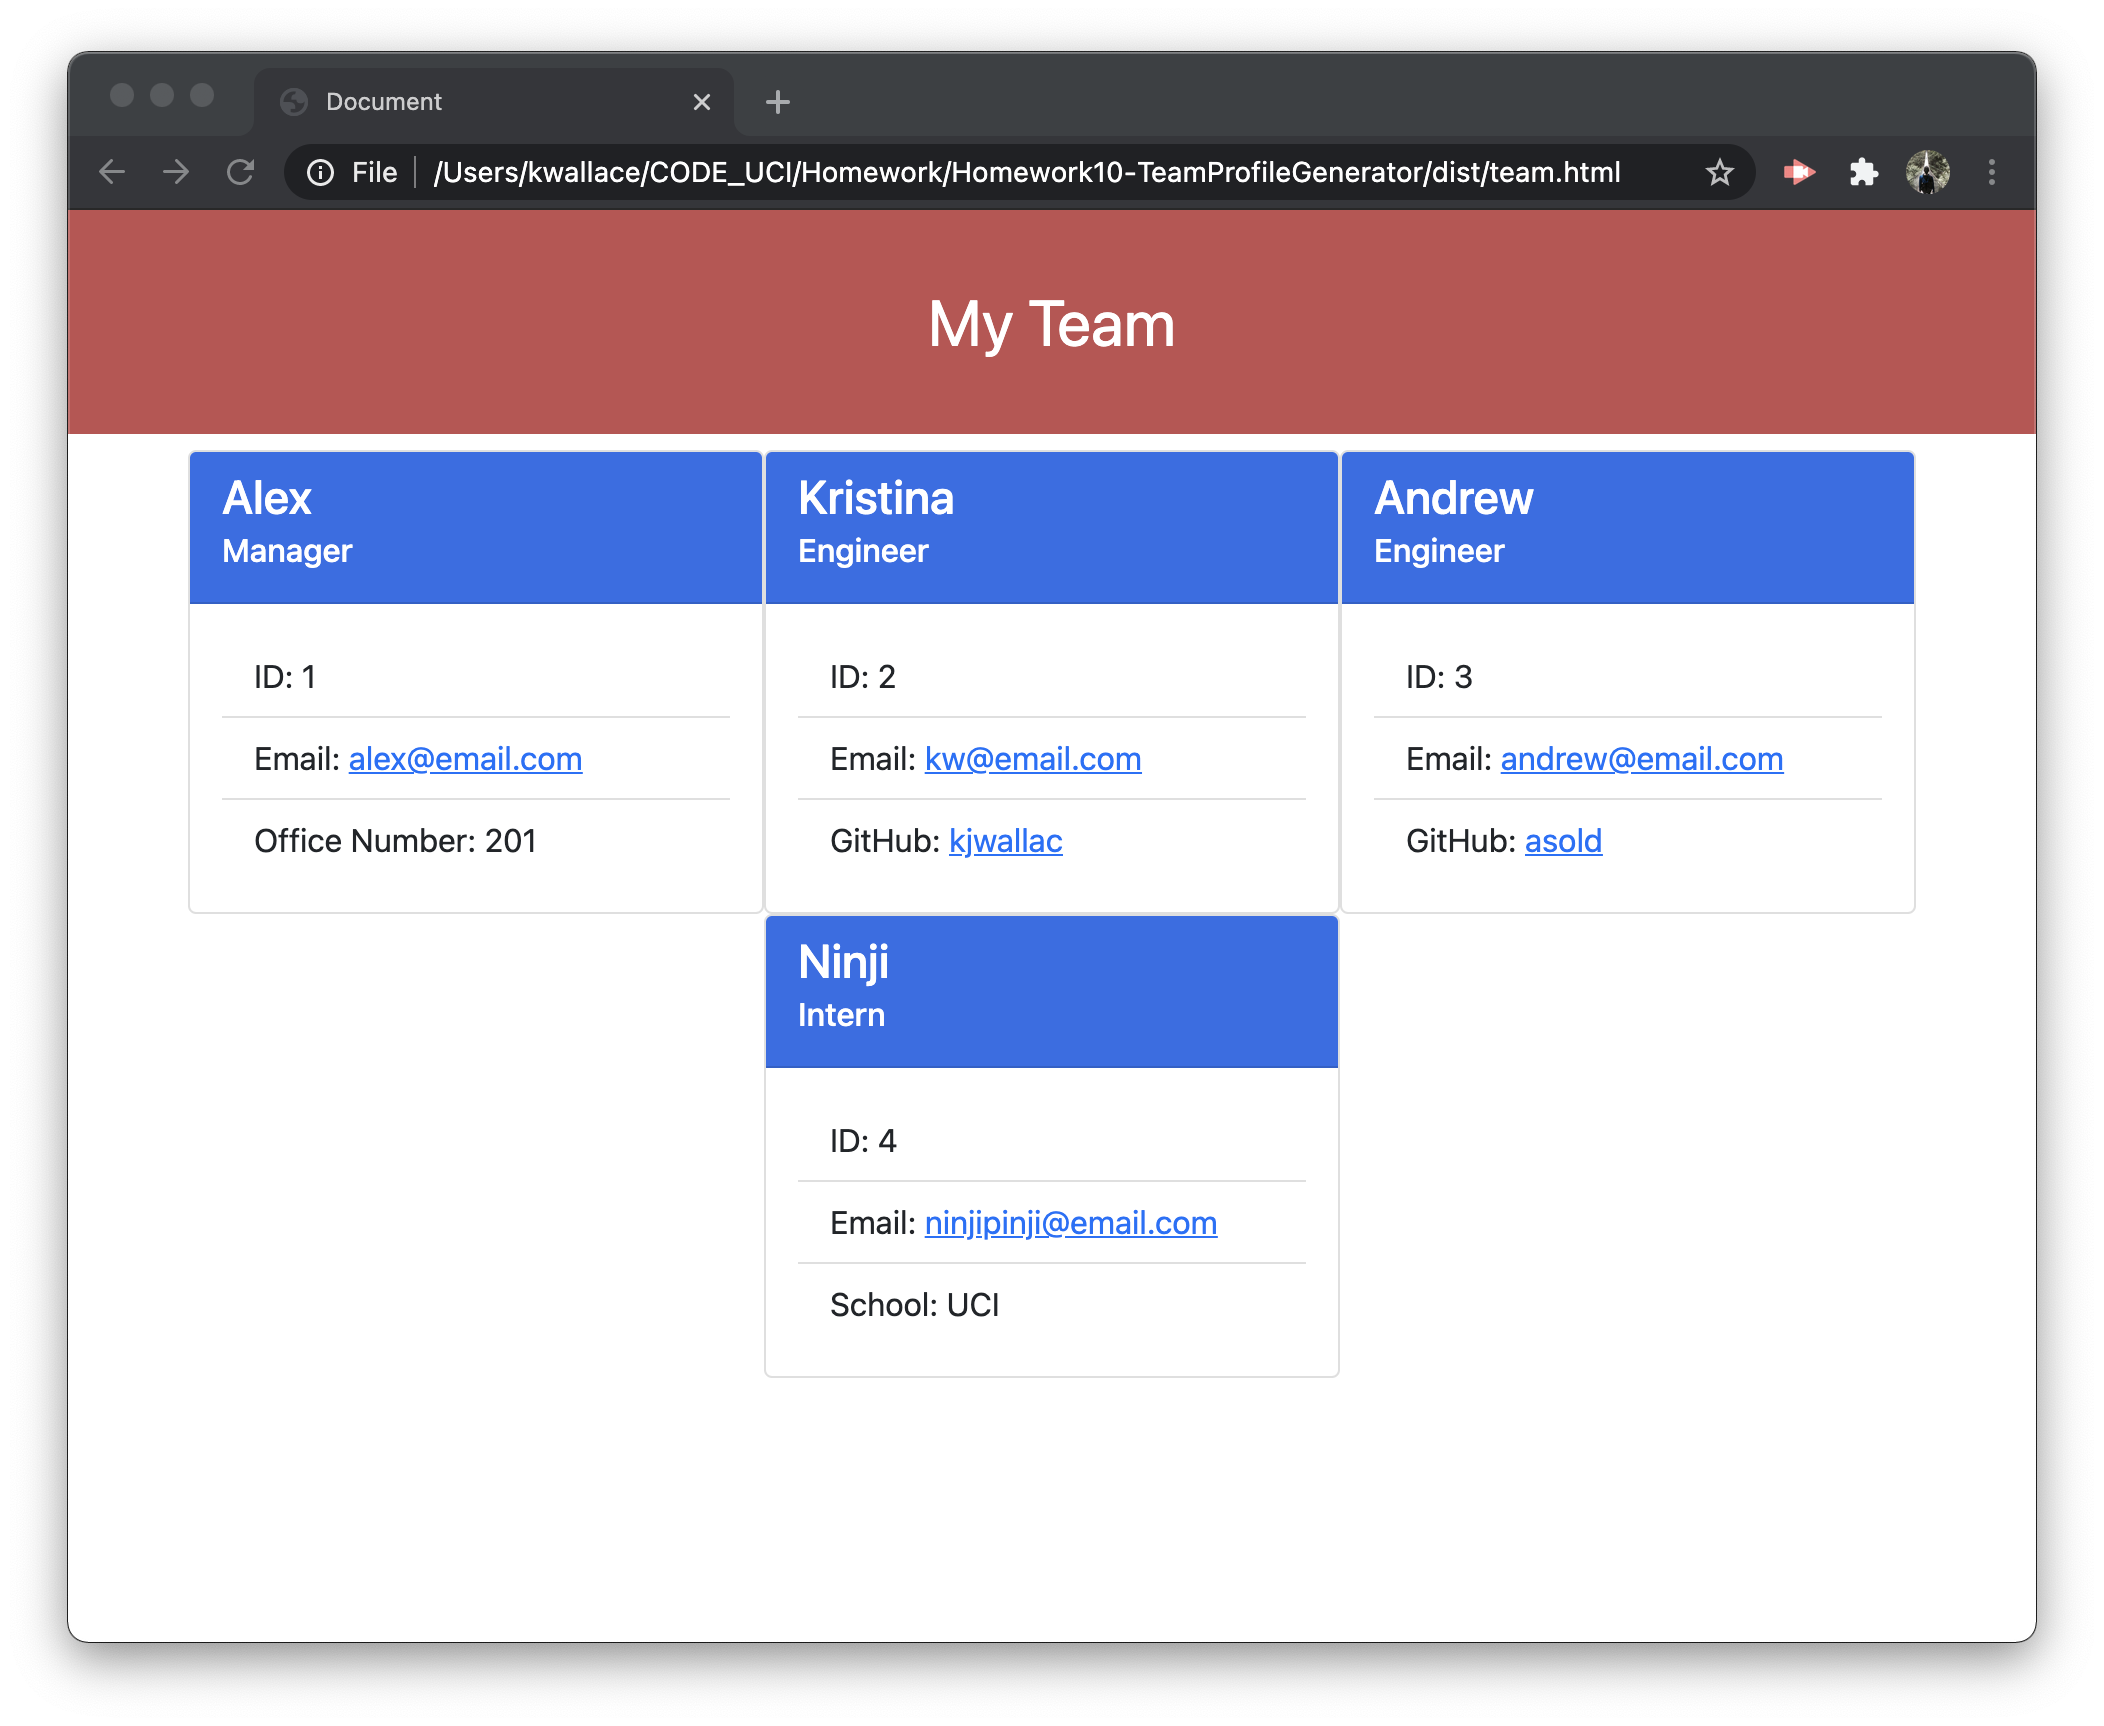 Document
File /Users/kwallace/CODE_UCI/Homework/Homework10-TeamProfileGenerator/dist/team.html
My Team
Alex
Manager
ID: 1
Email: alex@email.com
Office Number: 201
Kristina
Engineer
ID: 2
Email: kw@email.com
GitHub: kjwallac
Andrew
Engineer
ID: 3
Email: andrew@email.com
GitHub: asold
Ninji
Intern
ID: 4
Email: ninjipinji@email.com
School: UCI